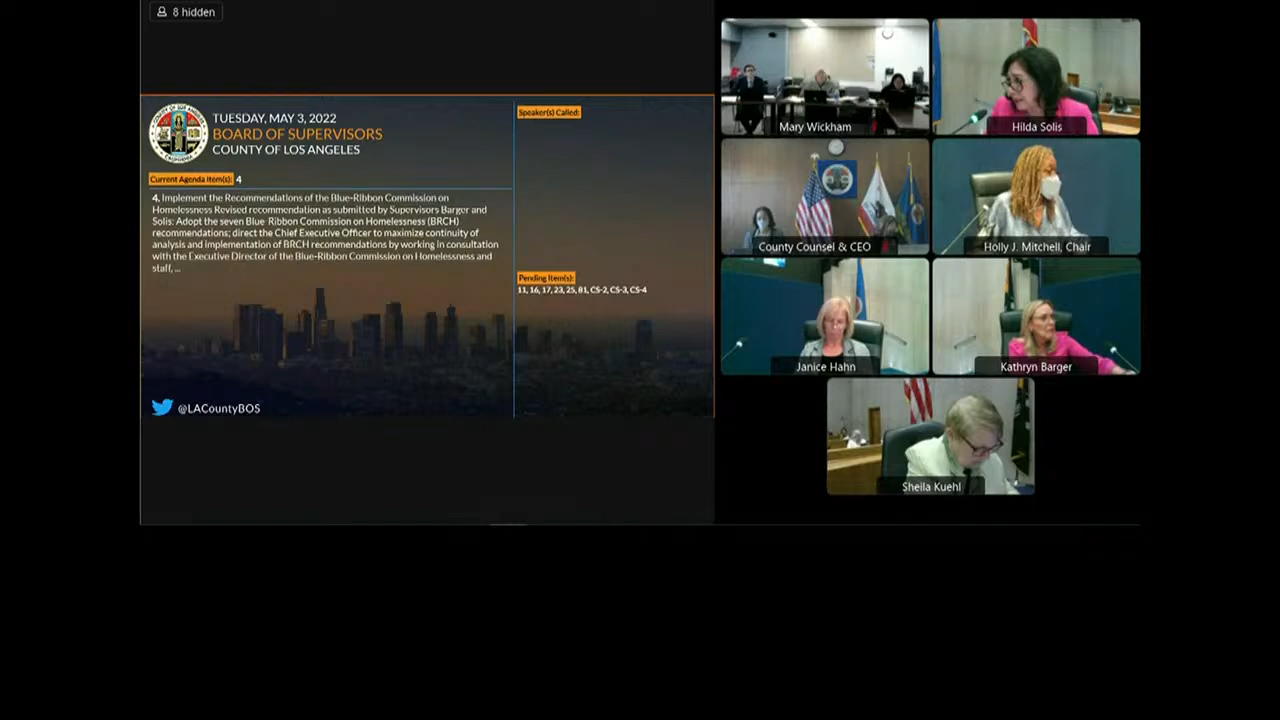 8 hidden
TUESDAY, MAY 3, 2022
BOARD OF SUPERVISORS
COUNTY OF LOS ANGELES
Current Agenda Item(s): 4
4. Implement the Recommendations of the Blue-Ribbon Commission on
Homelessness Revised recommendation as submitted by Supervisors Barger and
Solis: Adopt the seven Blue-Ribbon Commission on Homelessness (BRCH)
recommendations; direct the Chief Executive Officer to maximize continuity of
analysis and implementation of BRCH recommendations by working in consultation
with the Executive Director of the Blue-Ribbon Commission on Homelessness and
staff, ...
@LACountyBOS
Speaker(s) Called:
Pending Item(s):
11, 16, 17, 23, 25, 81, CS-2, CS-3, CS-4
Mary Wickham
Hilda Solis
County Counsel & CEO
Holly J. Mitchell, Chair
Janice Hahn
Kathryn Barger
Sheila Kuehl